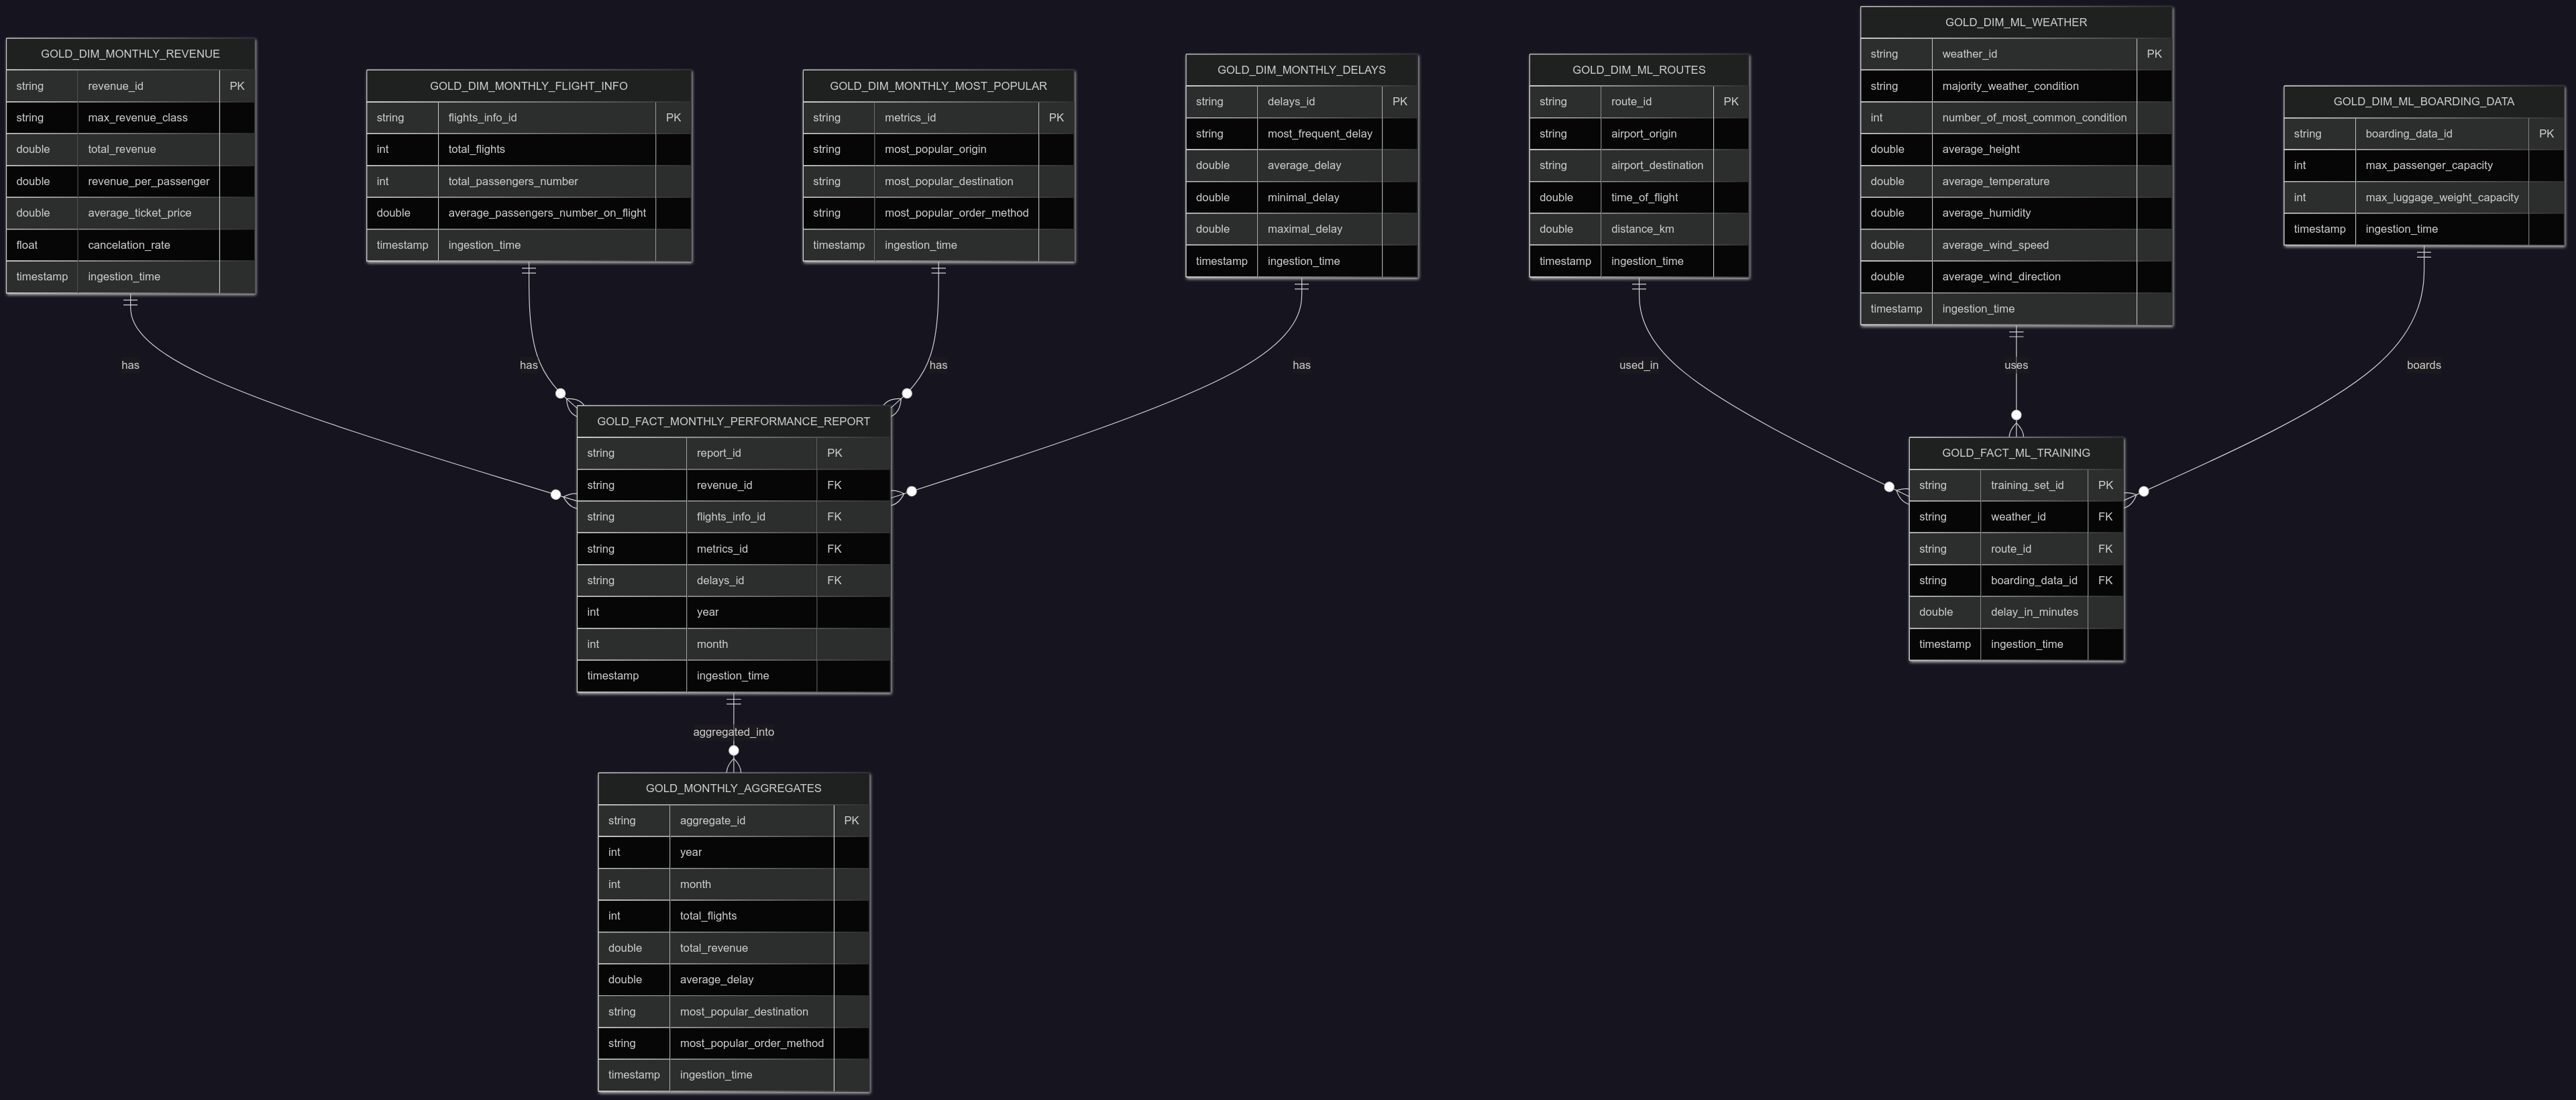 GOLD_DIM_MONTHLY_REVENUE
string revenue_id PK
string max_revenue_class
double total_revenue
double revenue_per_passenger
double average_ticket_price
float cancelation_rate
timestamp ingestion_time
GOLD_DIM_MONTHLY_FLIGHT_INFO
string flights_info_id PK
int total_flights
int total_passengers_number
double average_passengers_number_on_flight
timestamp ingestion_time
GOLD_DIM_MONTHLY_MOST_POPULAR
string metrics_id PK
string most_popular_origin
string most_popular_destination
string most_popular_order_method
timestamp ingestion_time
GOLD_DIM_MONTHLY_DELAYS
string delays_id PK
string most_frequent_delay
double average_delay
double minimal_delay
double maximal_delay
timestamp ingestion_time
GOLD_DIM_ML_ROUTES
string route_id PK
string airport_origin
string airport_destination
double time_of_flight
double distance_km
timestamp ingestion_time
GOLD_DIM_ML_WEATHER
string weather_id PK
string majority_weather_condition
int number_of_most_common_condition
double average_height
double average_temperature
double average_humidity
double average_wind_speed
double average_wind_direction
timestamp ingestion_time
GOLD_DIM_ML_BOARDING_DATA
string boarding_data_id PK
int max_passenger_capacity
int max_luggage_weight_capacity
timestamp ingestion_time
has
has
has
has
used_in
uses
boards
GOLD_FACT_MONTHLY_PERFORMANCE_REPORT
string report_id PK
string revenue_id FK
string flights_info_id FK
string metrics_id FK
string delays_id FK
int year
int month
timestamp ingestion_time
GOLD_FACT_ML_TRAINING
string training_set_id PK
string weather_id FK
string route_id FK
string boarding_data_id FK
double delay_in_minutes
timestamp ingestion_time
aggregated_into
GOLD_MONTHLY_AGGREGATES
string aggregate_id PK
int year
int month
int total_flights
double total_revenue
double average_delay
string most_popular_destination
string most_popular_order_method
timestamp ingestion_time